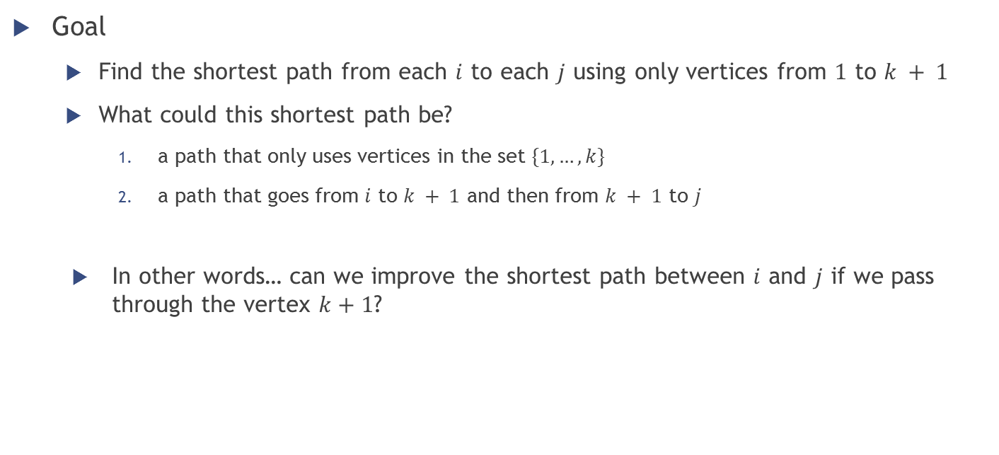 Goal
Find the shortest path from each i to each j using only vertices from 1 to k + 1
What could this shortest path be?
1. a path that only uses vertices in the set {1, … , k}
2. a path that goes from i to k + 1 and then from k + 1 to j
In other words… can we improve the shortest path between i and j if we pass
through the vertex k + 1?